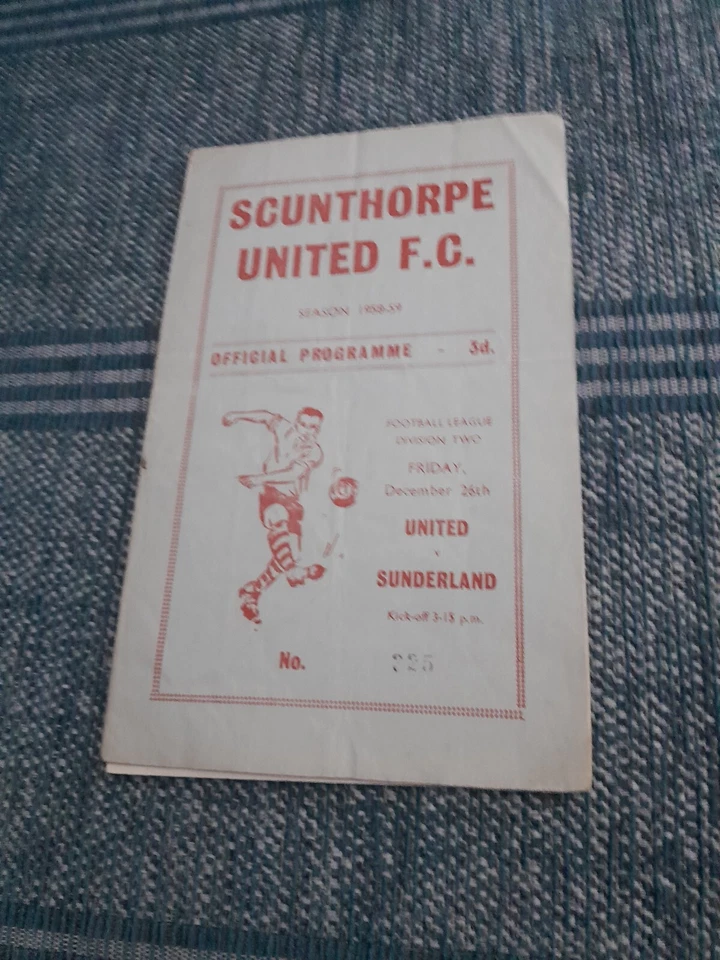 SCUNTHORPE
UNITED F.C.
SEASON 1958-59
OFFICIAL PROGRAMME - 3d.
FOOTBALL LEAGUE
DIVISION TWO
FRIDAY,
December 26th
UNITED
SUNDERLAND
Kick-off 3-15 p.m.
No.